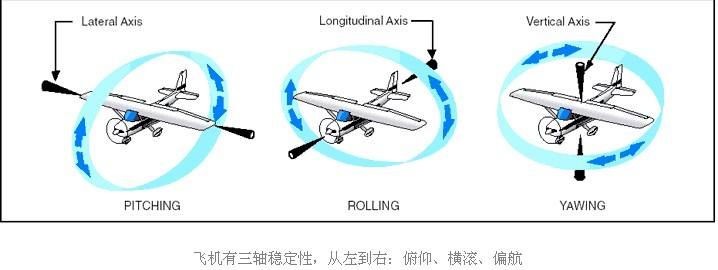 Lateral Axis
Longitudinal Axis
Vertical Axis
PITCHING
ROLLING
YAWING
飞机有三轴稳定性，从左到右：俯仰、横滚、偏航